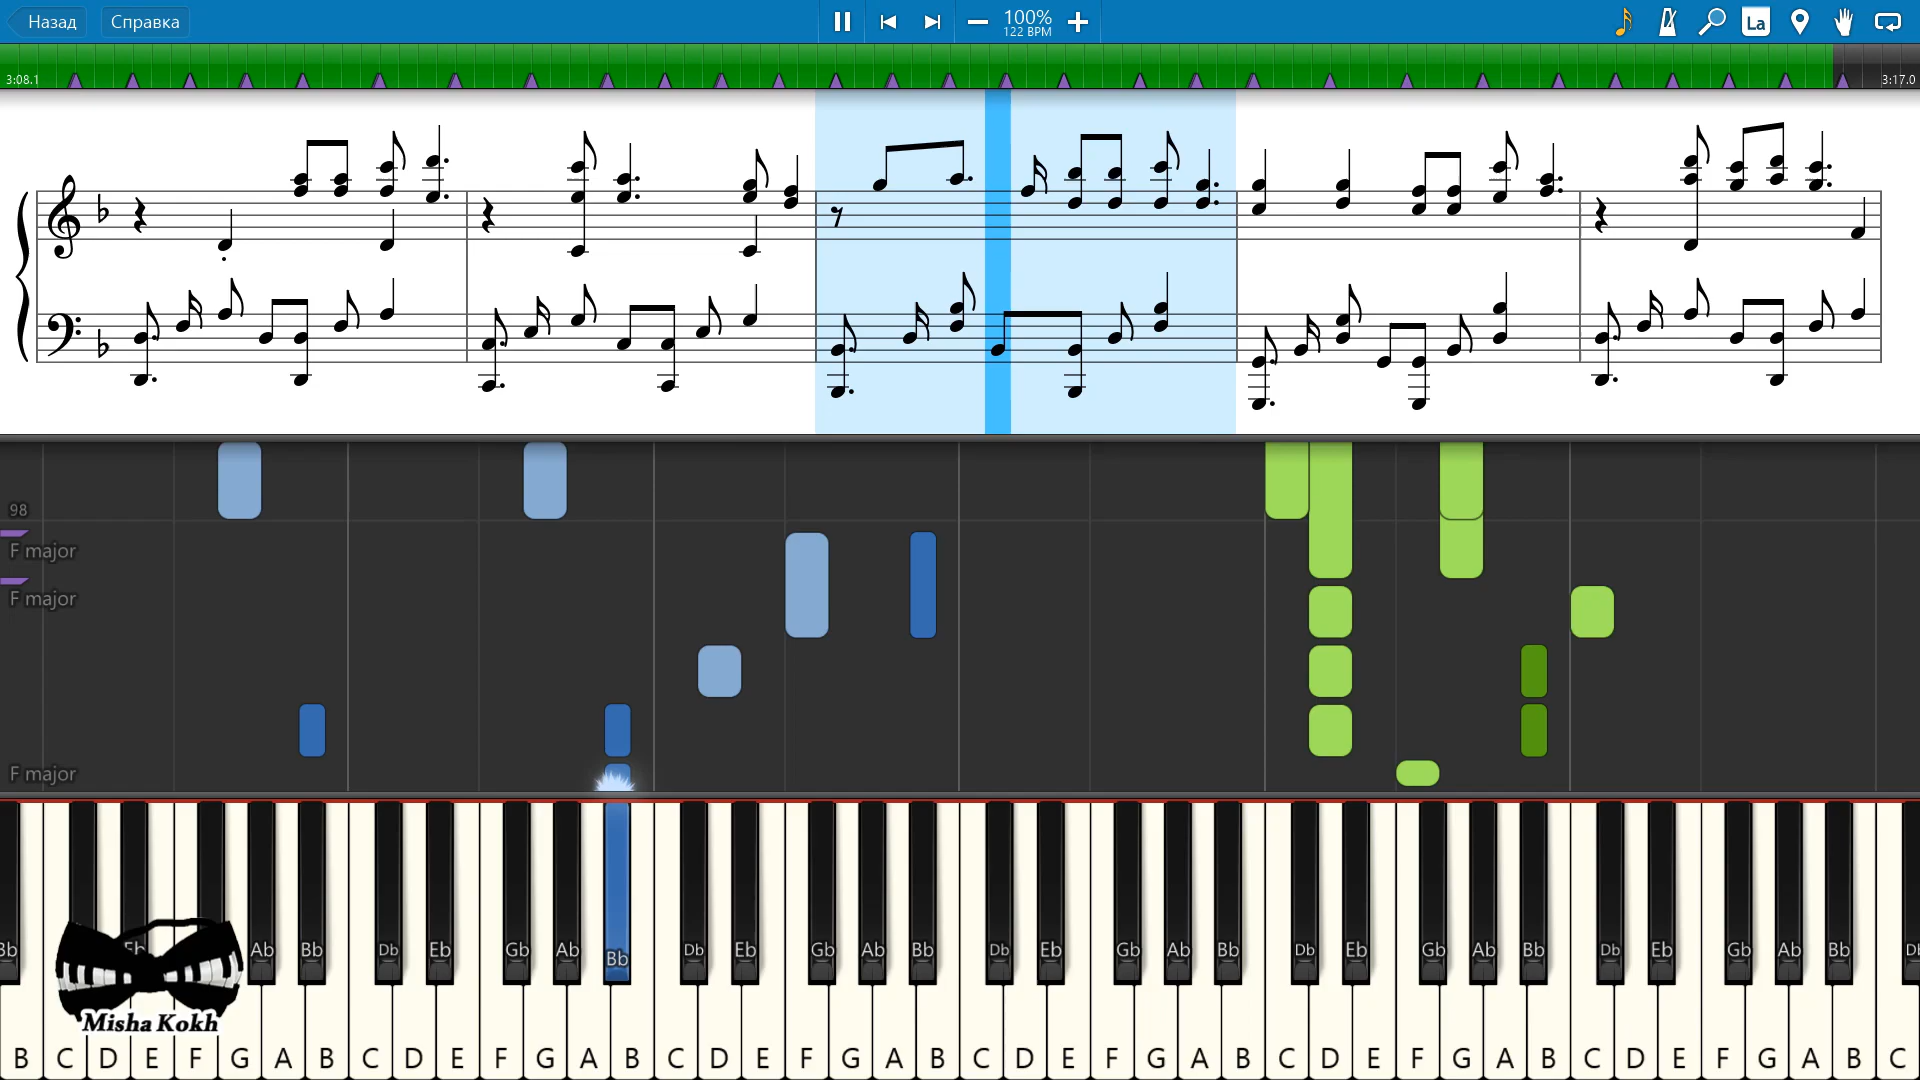 Назад Справка 100% La
122 BPM
3:08.1 3:17.0
98
F major
F major
F major
Bb Eb Ab Bb Db Eb Gb Ab Bb Db Eb Gb Ab Bb Db Eb Gb Ab Bb Db Eb Gb Ab Bb Db Eb Gb Ab Bb
Misha Kokh
B C D E F G A B C D E F G A B C D E F G A B C D E F G A B C D E F G A B C D E F G A B C